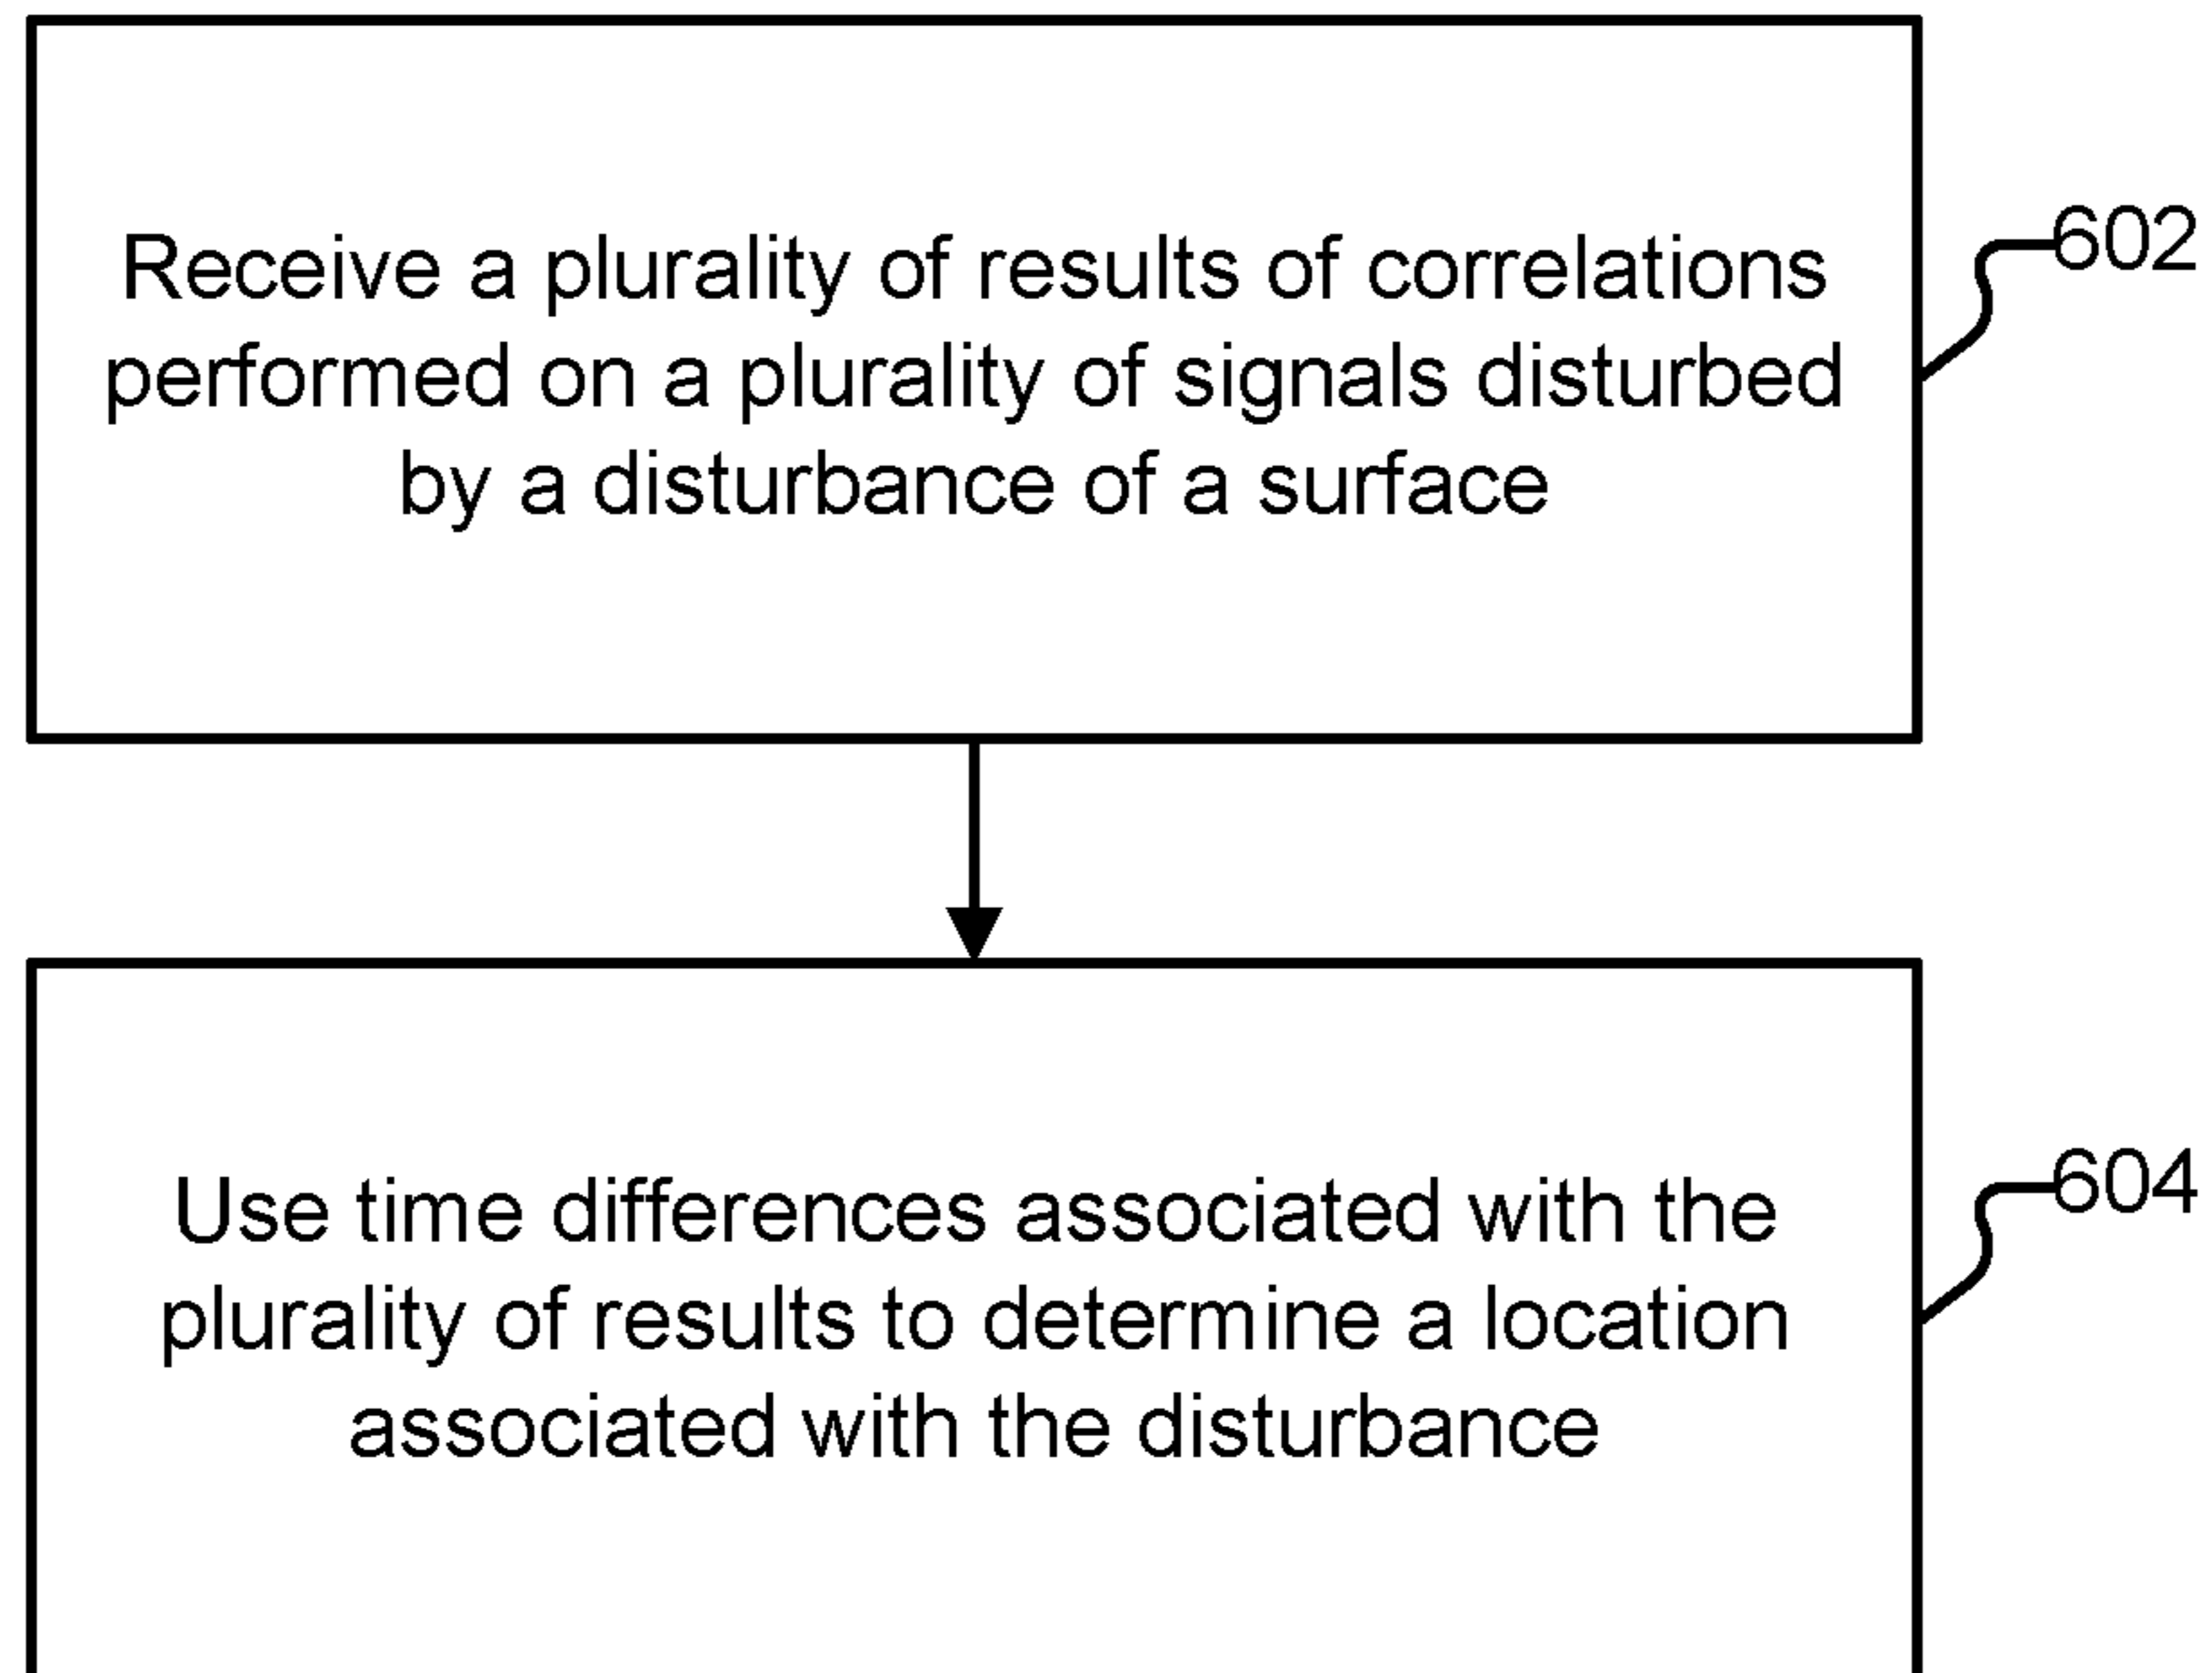 Receive a plurality of results of correlations
performed on a plurality of signals disturbed
by a disturbance of a surface
602
Use time differences associated with the
plurality of results to determine a location
associated with the disturbance
604